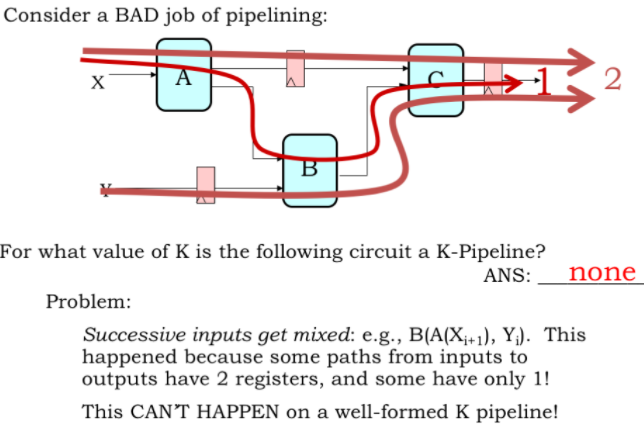 Consider a BAD job of pipelining:
X
A
C
1
2
B
Y
For what value of K is the following circuit a K-Pipeline?
ANS: none
Problem:
Successive inputs get mixed: e.g., B(A(Xi+1), Yi). This
happened because some paths from inputs to
outputs have 2 registers, and some have only 1!
This CAN'T HAPPEN on a well-formed K pipeline!